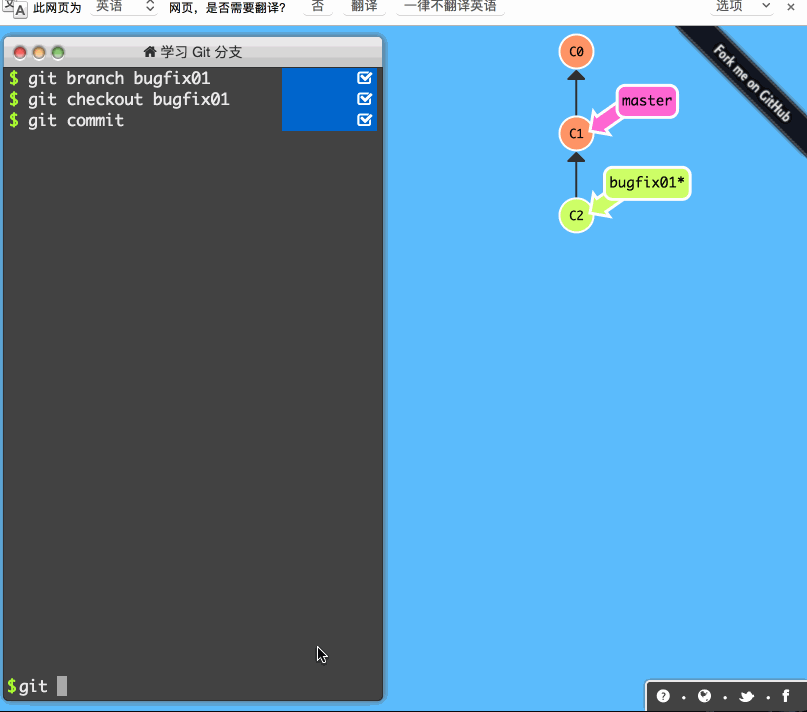 此网页为 英语 网页，是否需要翻译? 否 翻译 一律不翻译英语 选项
学习 Git 分支
$ git branch bugfix01
$ git checkout bugfix01
$ git commit
$git
C0
master
C1
bugfix01*
C2
Fork me on GitHub